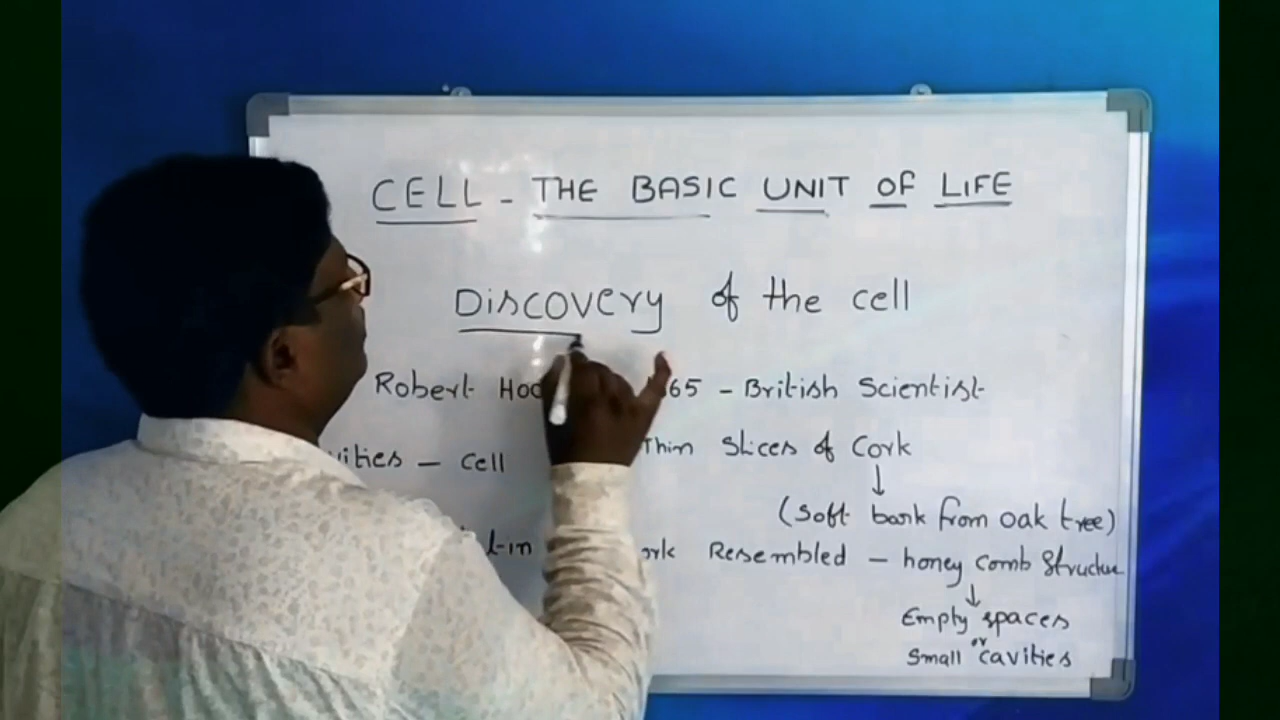 CELL - THE BASIC UNIT OF LIFE
Discovery of the cell
Robert - British Scientist
- cell Thin Slices of Cork
↓
(Soft bark from oak tree)
Resembled - honey comb Structure
↓
Empty spaces
or
Small cavities